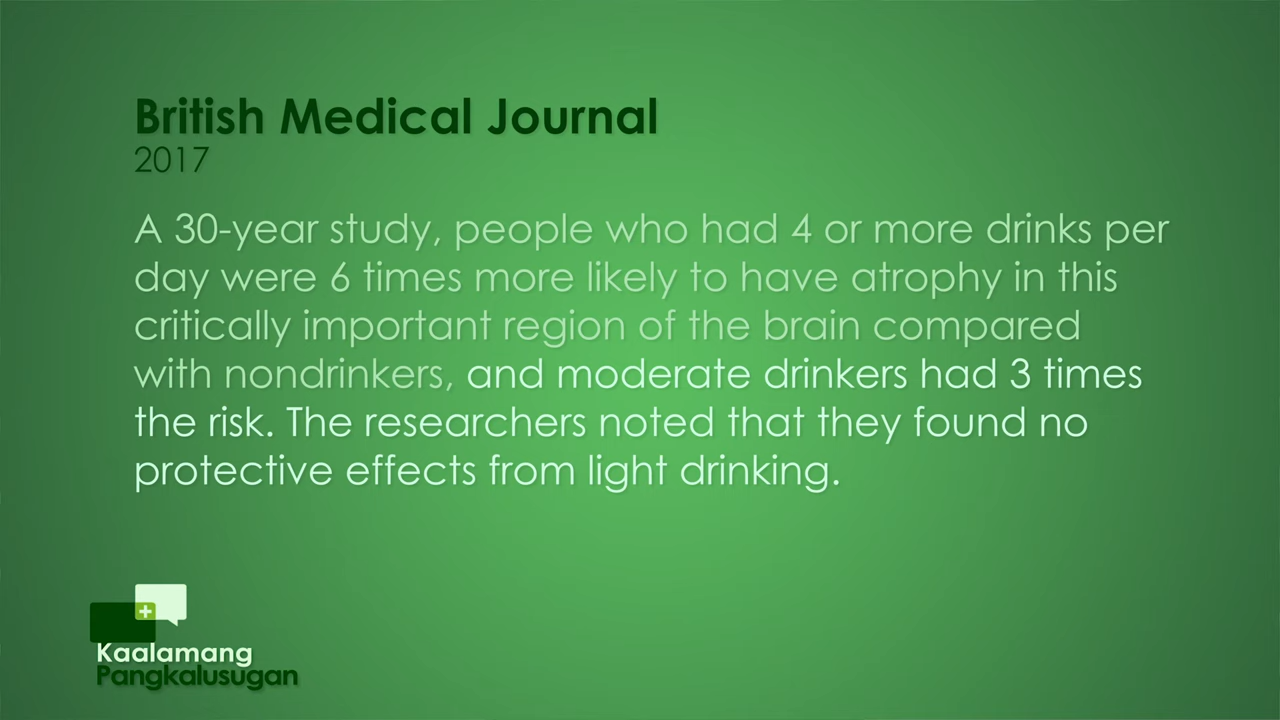 British Medical Journal
2017
A 30-year study, people who had 4 or more drinks per
day were 6 times more likely to have atrophy in this
critically important region of the brain compared
with nondrinkers, and moderate drinkers had 3 times
the risk. The researchers noted that they found no
protective effects from light drinking.
Kaalamang
Pangkalusugan